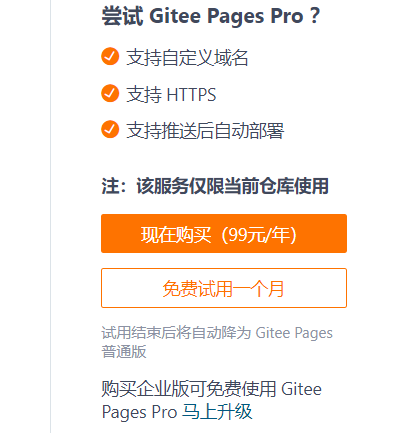 尝试 Gitee Pages Pro ？
支持自定义域名
支持 HTTPS
支持推送后自动部署
注：该服务仅限当前仓库使用
现在购买（99元/年）
免费试用一个月
试用结束后将自动降为 Gitee Pages
普通版
购买企业版可免费使用 Gitee
Pages Pro 马上升级